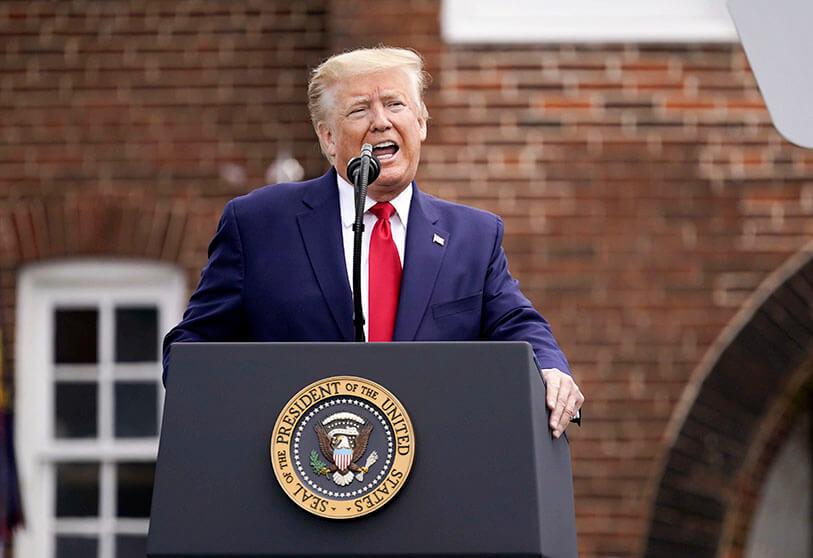 SEAL OF THE PRESIDENT OF THE UNITED STATES